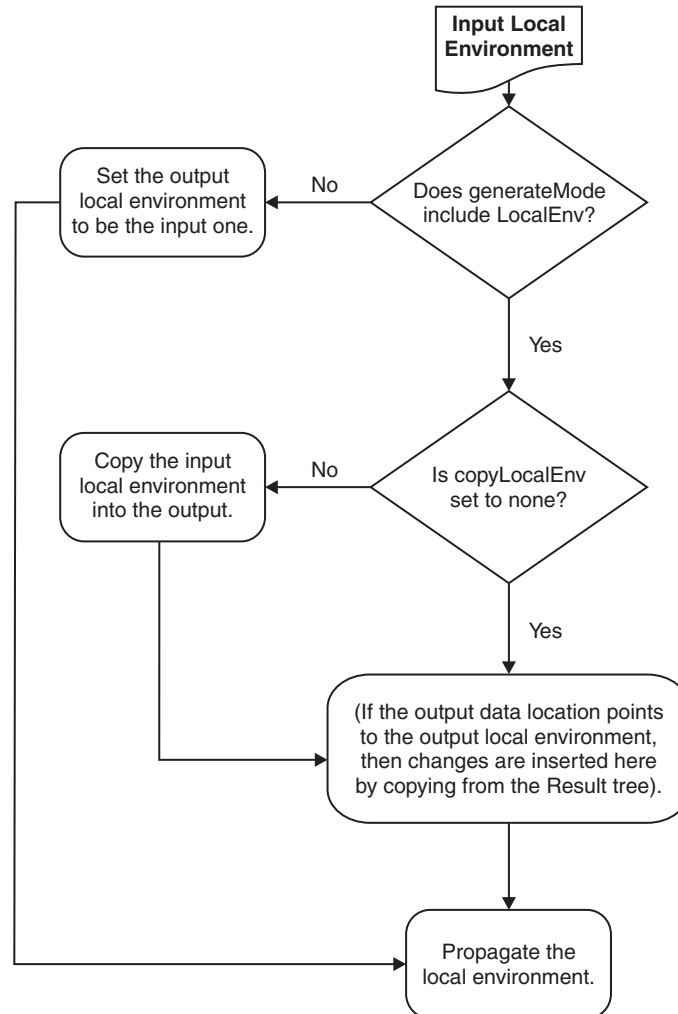 Input Local
Environment
Does generateMode
include LocalEnv?
No
Set the output
local environment
to be the input one.
Yes
Is copyLocalEnv
set to none?
No
Copy the input
local environment
into the output.
Yes
(If the output data location points
to the output local environment,
then changes are inserted here
by copying from the Result tree).
Propagate the
local environment.